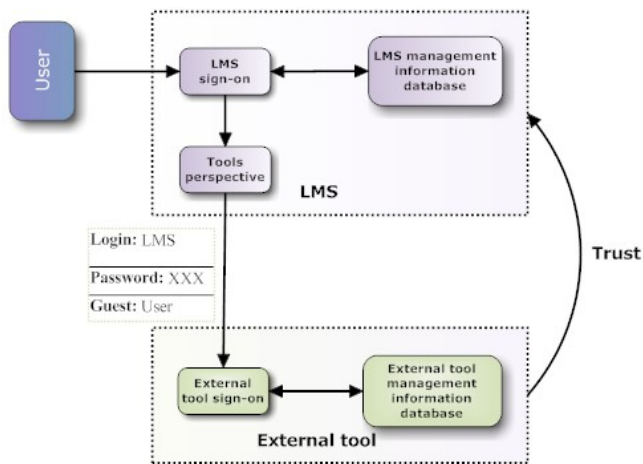 User
LMS
sign-on
LMS management
information
database
Tools
perspective
LMS
Login: LMS
Password: XXX
Guest: User
Trust
External
tool sign-on
External tool
management
information
database
External tool